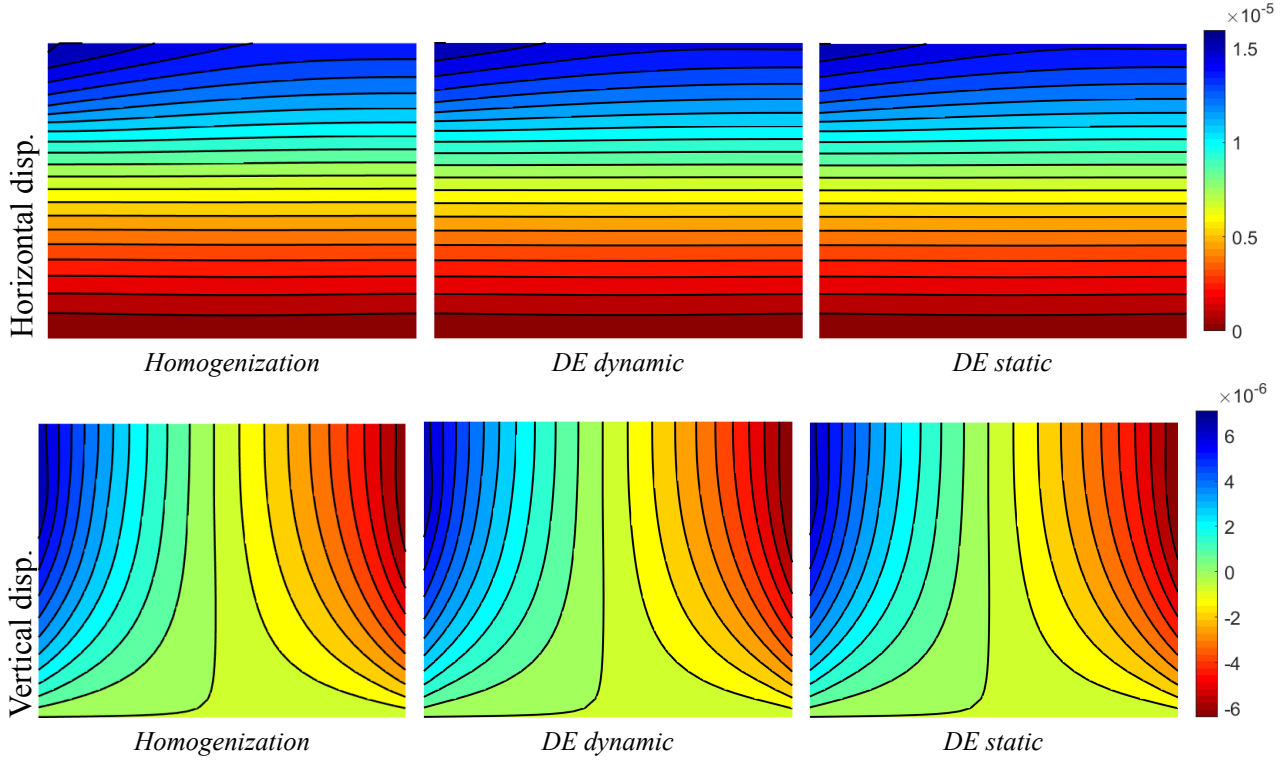 ×10-5
1.5
1
0.5
0
Horizontal disp.
Homogenization
DE dynamic
DE static
×10-6
6
4
2
0
-2
-4
-6
Vertical disp.
Homogenization
DE dynamic
DE static